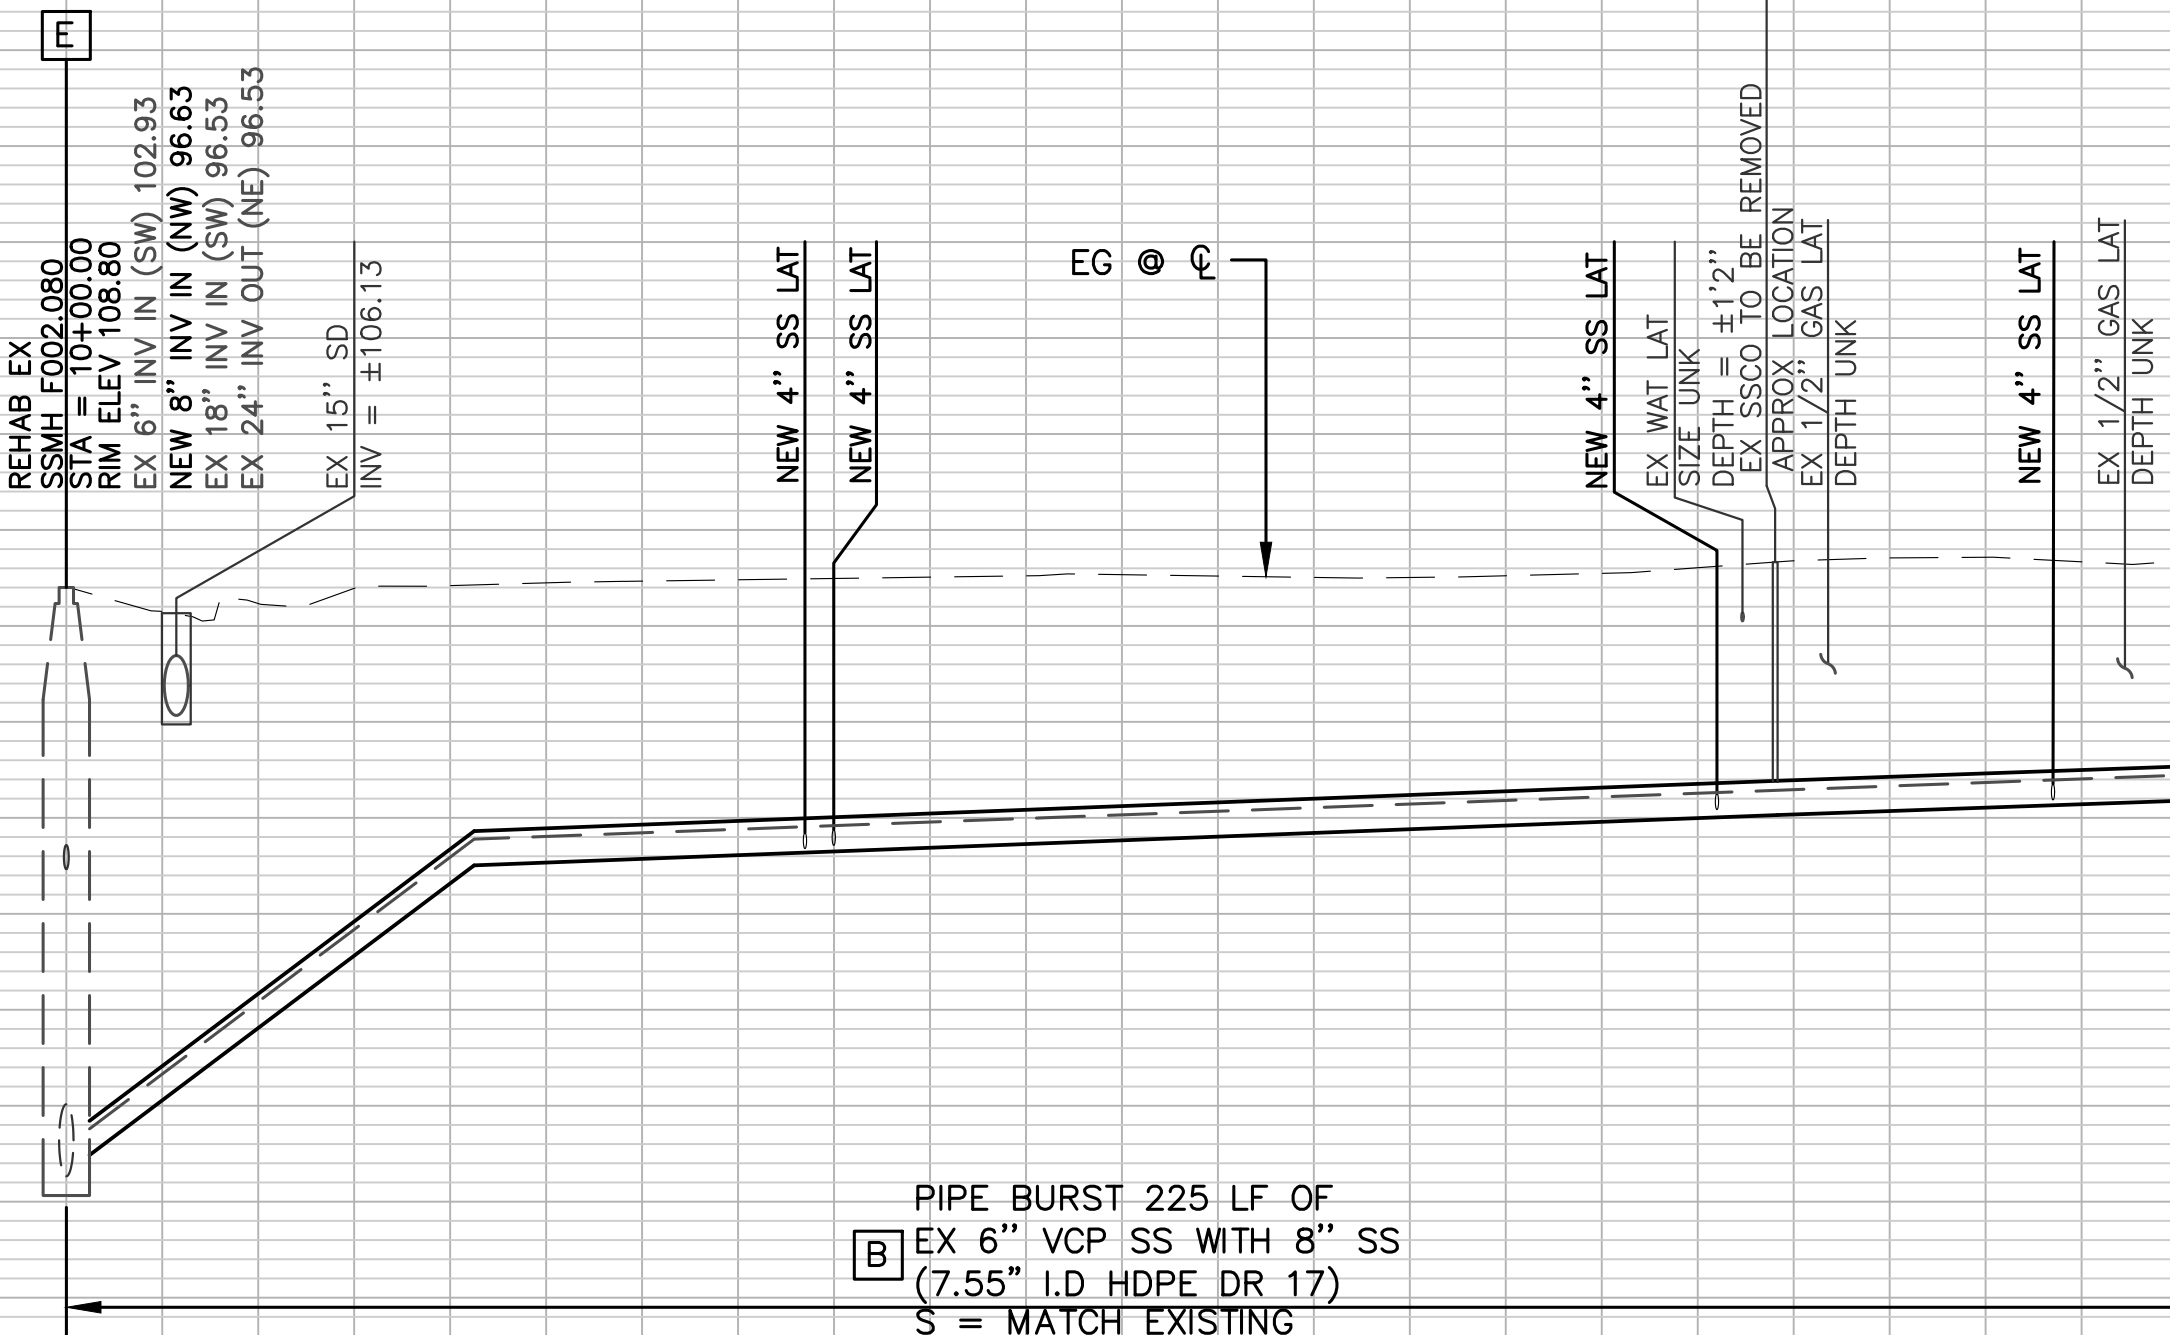 E
REHAB EX
SSMH F002.080
STA = 10+00.00
RIM ELEV 108.80
EX 6" INV IN (SW) 102.93
NEW 8" INV IN (NW) 96.63
EX 18" INV IN (SW) 96.53
EX 24" INV OUT (NE) 96.53
EX 15" SD
INV = ±106.13
NEW 4" SS LAT
NEW 4" SS LAT
EG @ ℄
NEW 4" SS LAT
EX WAT LAT
SIZE UNK
DEPTH = ±1'2"
EX SSCO TO BE REMOVED
APPROX LOCATION
EX 1/2" GAS LAT
DEPTH UNK
NEW 4" SS LAT
EX 1/2" GAS LAT
DEPTH UNK
B
PIPE BURST 225 LF OF
EX 6" VCP SS WITH 8" SS
(7.55" I.D HDPE DR 17)
S = MATCH EXISTING